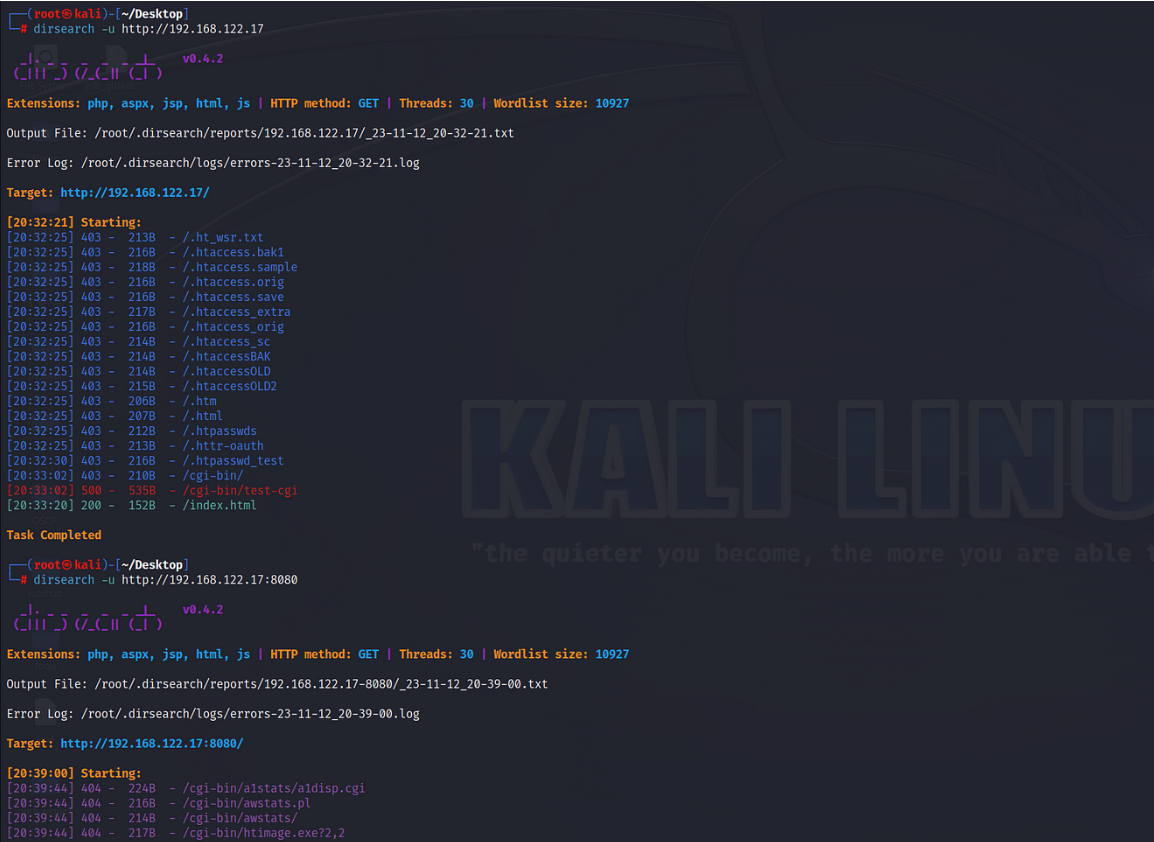 ┌──(root㉿kali)-[~/Desktop]
└─# dirsearch -u http://192.168.122.17
v0.4.2
Extensions: php, aspx, jsp, html, js | HTTP method: GET | Threads: 30 | Wordlist size: 10927
Output File: /root/.dirsearch/reports/192.168.122.17/_23-11-12_20-32-21.txt
Error Log: /root/.dirsearch/logs/errors-23-11-12_20-32-21.log
Target: http://192.168.122.17/
[20:32:21] Starting:
[20:32:25] 403 -  213B  - /.ht_wsr.txt
[20:32:25] 403 -  216B  - /.htaccess.bak1
[20:32:25] 403 -  218B  - /.htaccess.sample
[20:32:25] 403 -  216B  - /.htaccess.orig
[20:32:25] 403 -  216B  - /.htaccess.save
[20:32:25] 403 -  217B  - /.htaccess_extra
[20:32:25] 403 -  216B  - /.htaccess_orig
[20:32:25] 403 -  214B  - /.htaccess_sc
[20:32:25] 403 -  214B  - /.htaccessBAK
[20:32:25] 403 -  214B  - /.htaccessOLD
[20:32:25] 403 -  215B  - /.htaccessOLD2
[20:32:25] 403 -  206B  - /.htm
[20:32:25] 403 -  207B  - /.html
[20:32:25] 403 -  212B  - /.htpasswds
[20:32:25] 403 -  213B  - /.httr-oauth
[20:32:30] 403 -  216B  - /.htpasswd_test
[20:33:02] 403 -  210B  - /cgi-bin/
[20:33:02] 500 -  535B  - /cgi-bin/test-cgi
[20:33:20] 200 -  152B  - /index.html
KALI LINU
Task Completed
"the quieter you become, the more you are able
┌──(root㉿kali)-[~/Desktop]
└─# dirsearch -u http://192.168.122.17:8080
v0.4.2
Extensions: php, aspx, jsp, html, js | HTTP method: GET | Threads: 30 | Wordlist size: 10927
Output File: /root/.dirsearch/reports/192.168.122.17-8080/_23-11-12_20-39-00.txt
Error Log: /root/.dirsearch/logs/errors-23-11-12_20-39-00.log
Target: http://192.168.122.17:8080/
[20:39:00] Starting:
[20:39:44] 404 -  224B  - /cgi-bin/a1stats/a1disp.cgi
[20:39:44] 404 -  216B  - /cgi-bin/awstats.pl
[20:39:44] 404 -  214B  - /cgi-bin/awstats/
[20:39:44] 404 -  217B  - /cgi-bin/htimage.exe?2,2